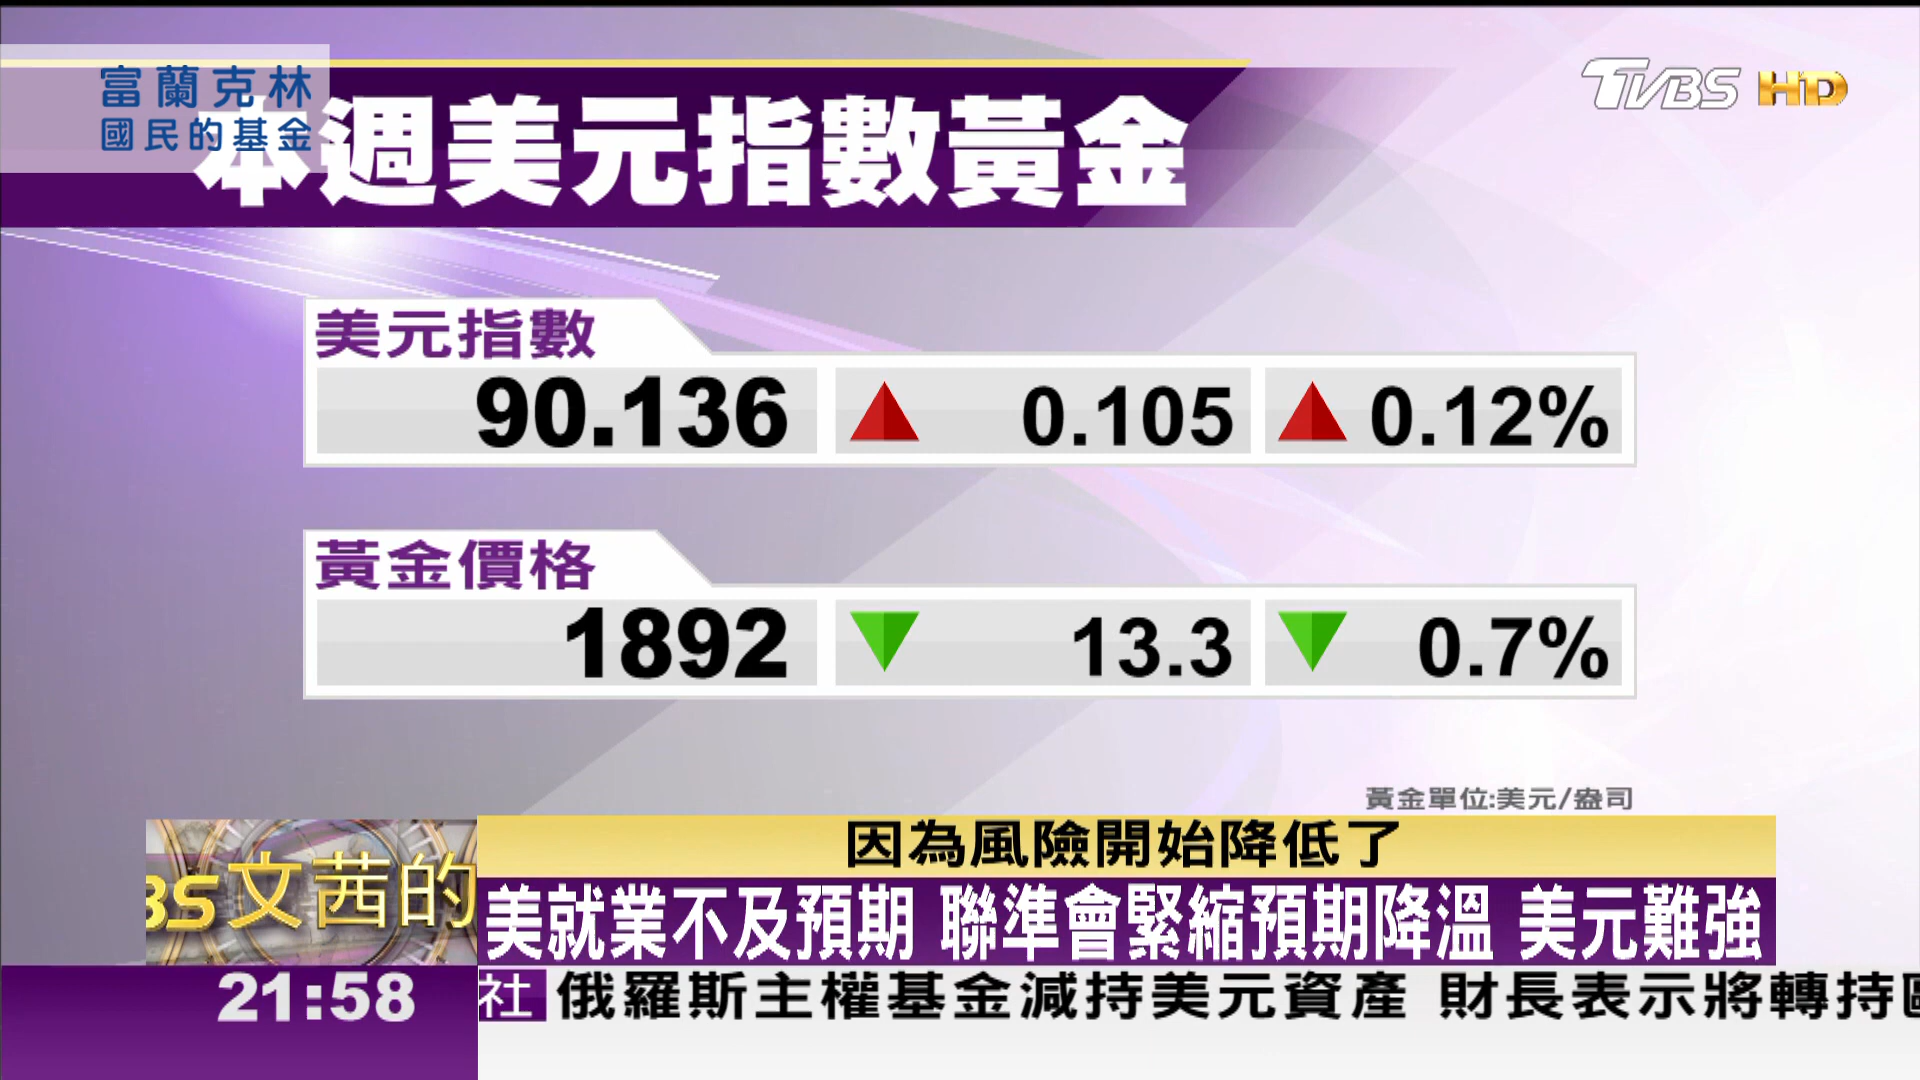 富蘭克林
國民的基金
TVBS HD
本週美元指數黃金
美元指數
90.136 ▲ 0.105 ▲ 0.12%
黃金價格
1892 ▼ 13.3 ▼ 0.7%
黃金單位:美元/盎司
因為風險開始降低了
BS文茜的
美就業不及預期 聯準會緊縮預期降溫 美元難強
21:58
社 俄羅斯主權基金減持美元資產 財長表示將轉持